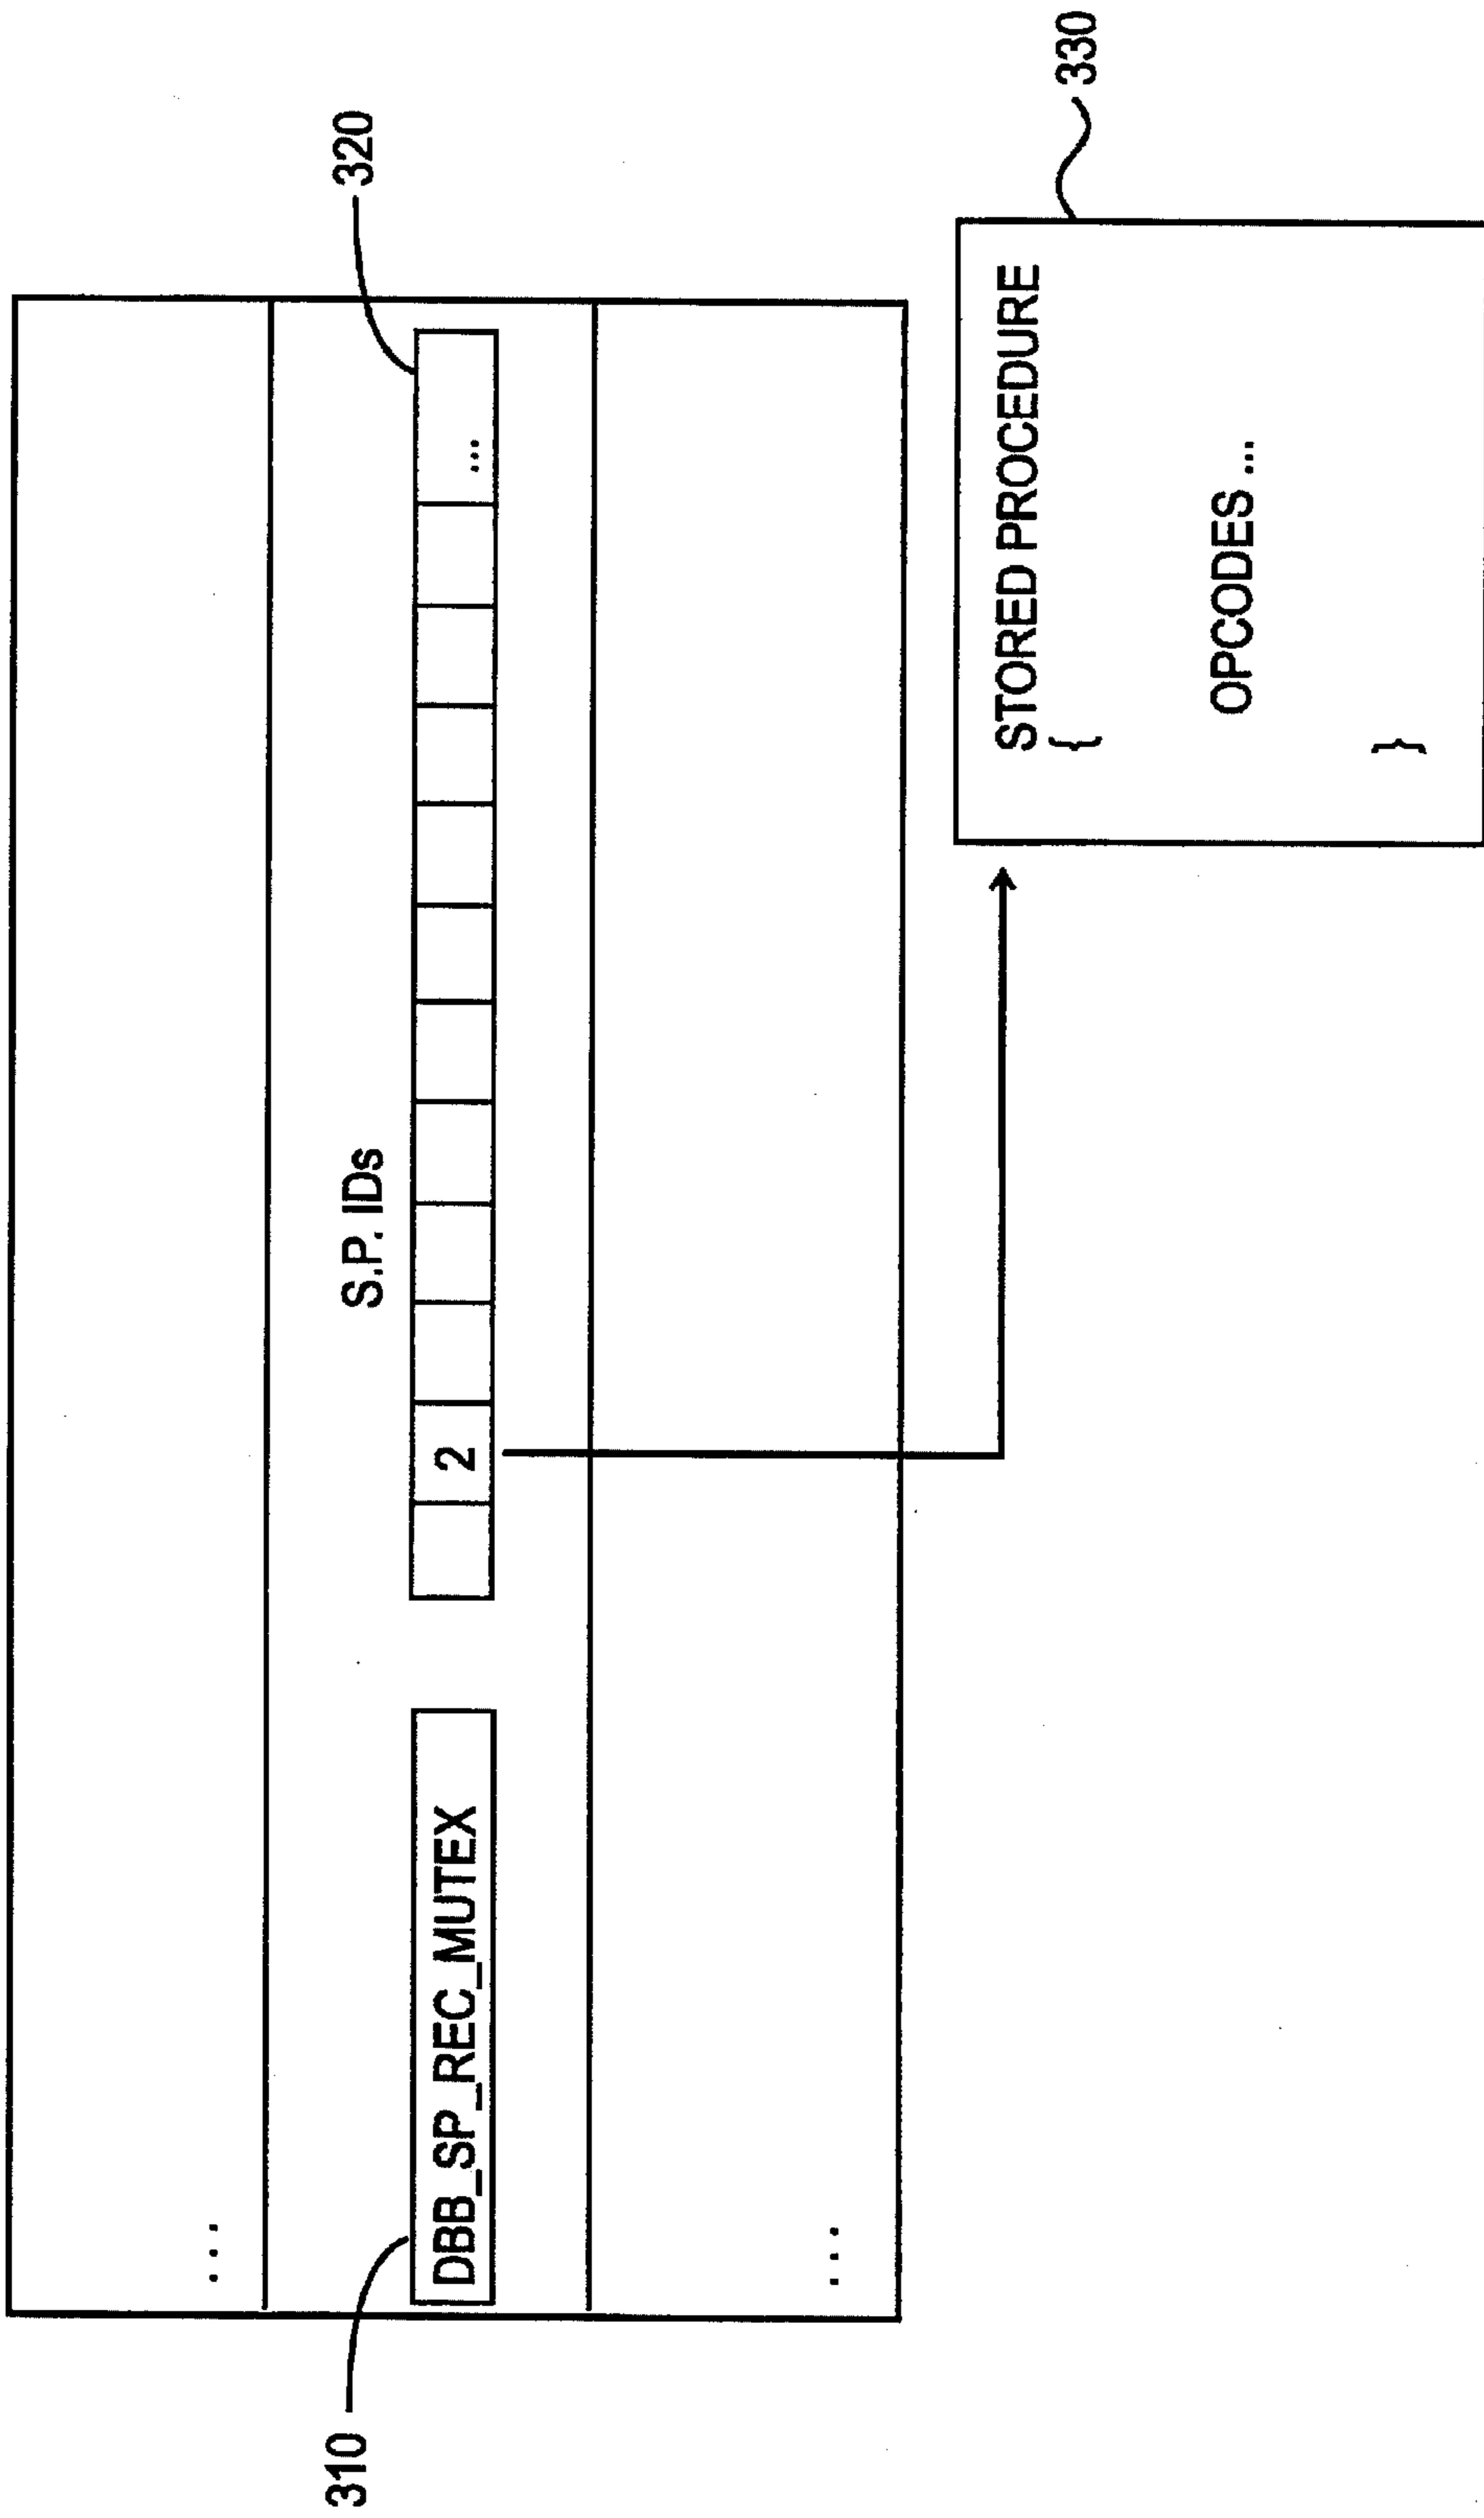 ...
S.P. IDs
320
310
DBB_SP_REC_MUTEX
2
...
...
330
STORED PROCEDURE
{
OPCODES ...
}